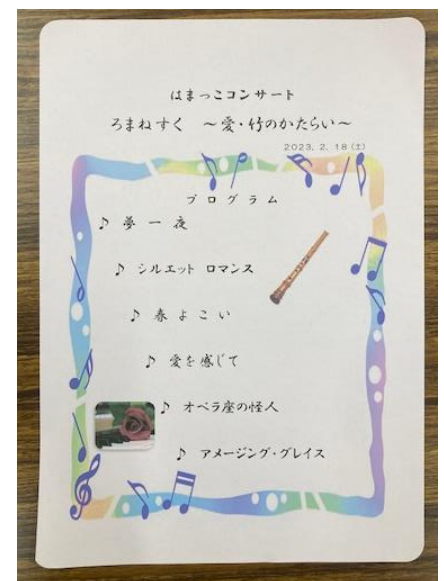 はまっこコンサート
ろまねすく ～愛・竹のかたらい～
2023. 2. 18 (土)
プログラム
♪ 夢一夜
♪ シルエット ロマンス
♪ 春よこい
♪ 愛を感じて
♪ オペラ座の怪人
♪ アメージング・グレイス